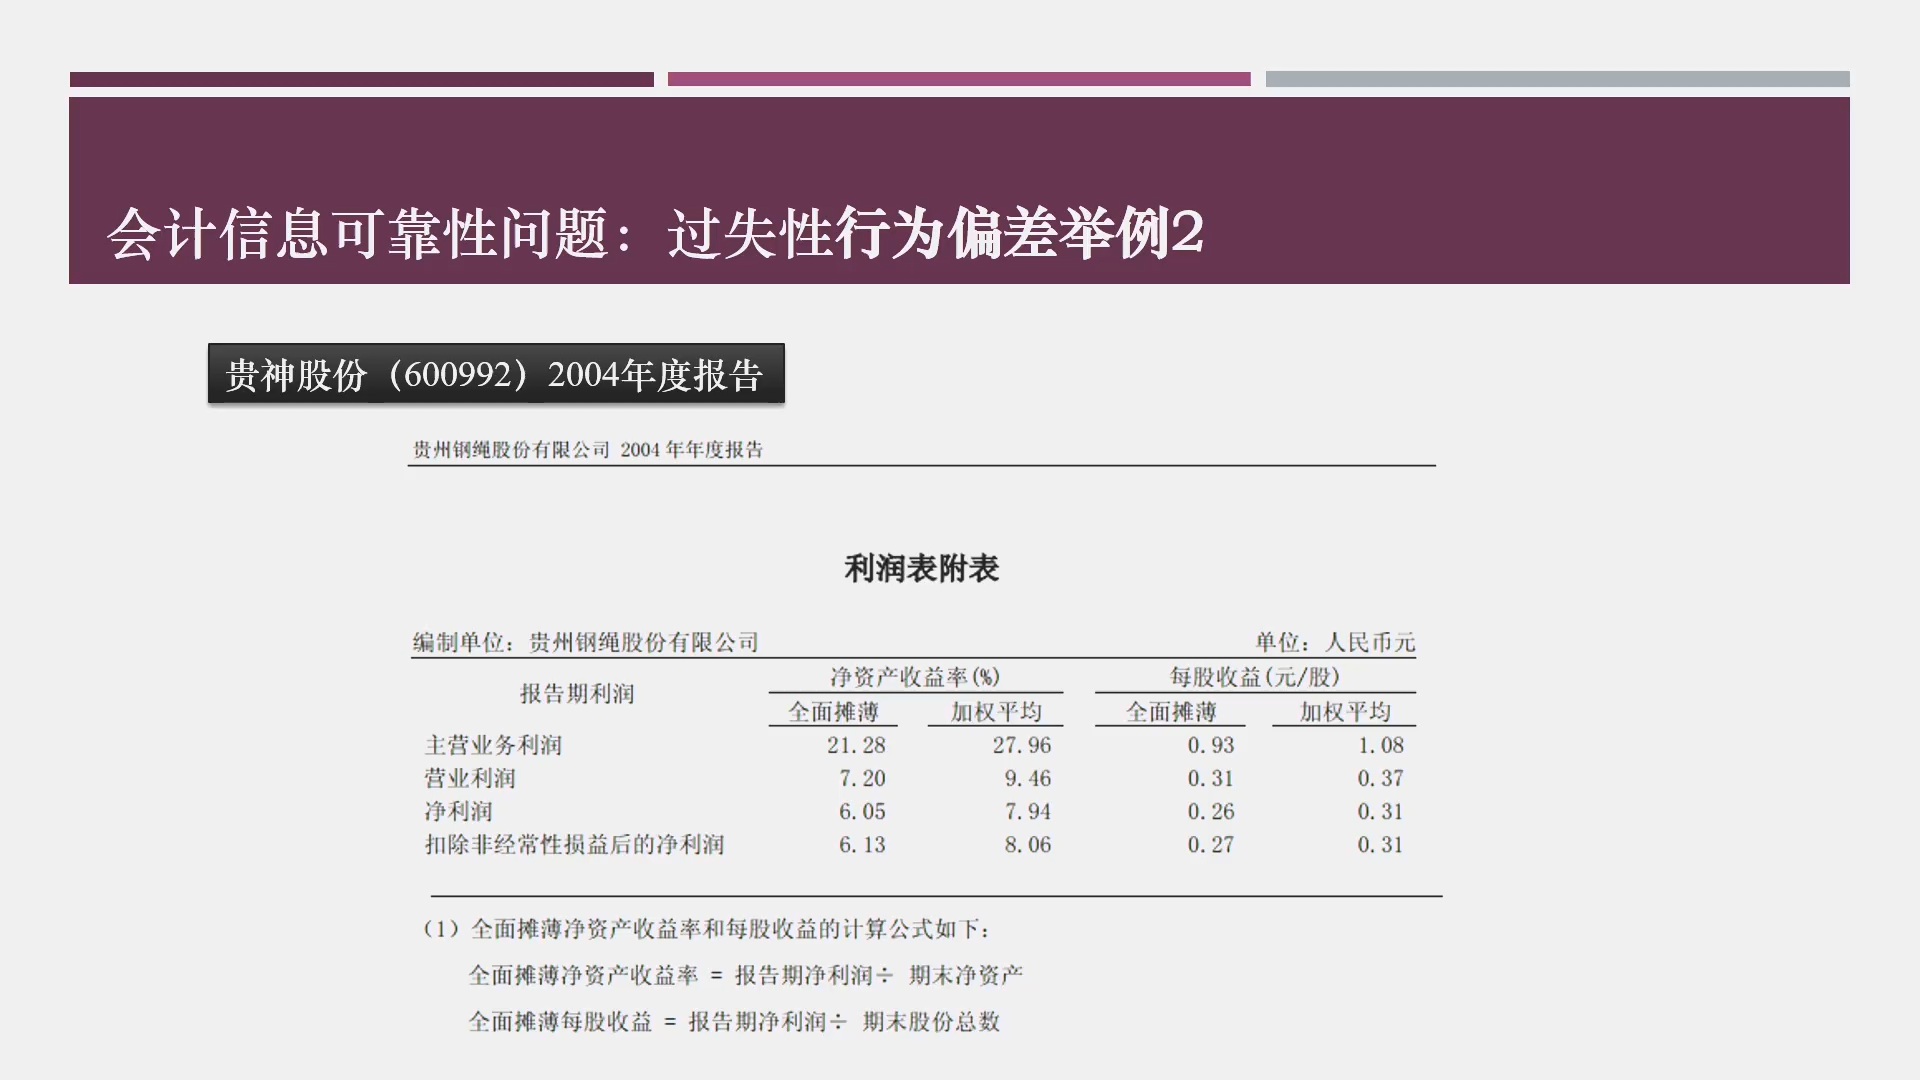 会计信息可靠性问题：过失性行为偏差举例2
贵神股份（600992）2004年度报告
贵州钢绳股份有限公司 2004 年年度报告
利润表附表
编制单位：贵州钢绳股份有限公司 单位：人民币元
报告期利润 净资产收益率(%) 每股收益(元/股)
全面摊薄 加权平均 全面摊薄 加权平均
主营业务利润 21.28 27.96 0.93 1.08
营业利润 7.20 9.46 0.31 0.37
净利润 6.05 7.94 0.26 0.31
扣除非经常性损益后的净利润 6.13 8.06 0.27 0.31
（1）全面摊薄净资产收益率和每股收益的计算公式如下：
全面摊薄净资产收益率 = 报告期净利润÷ 期末净资产
全面摊薄每股收益 = 报告期净利润÷ 期末股份总数